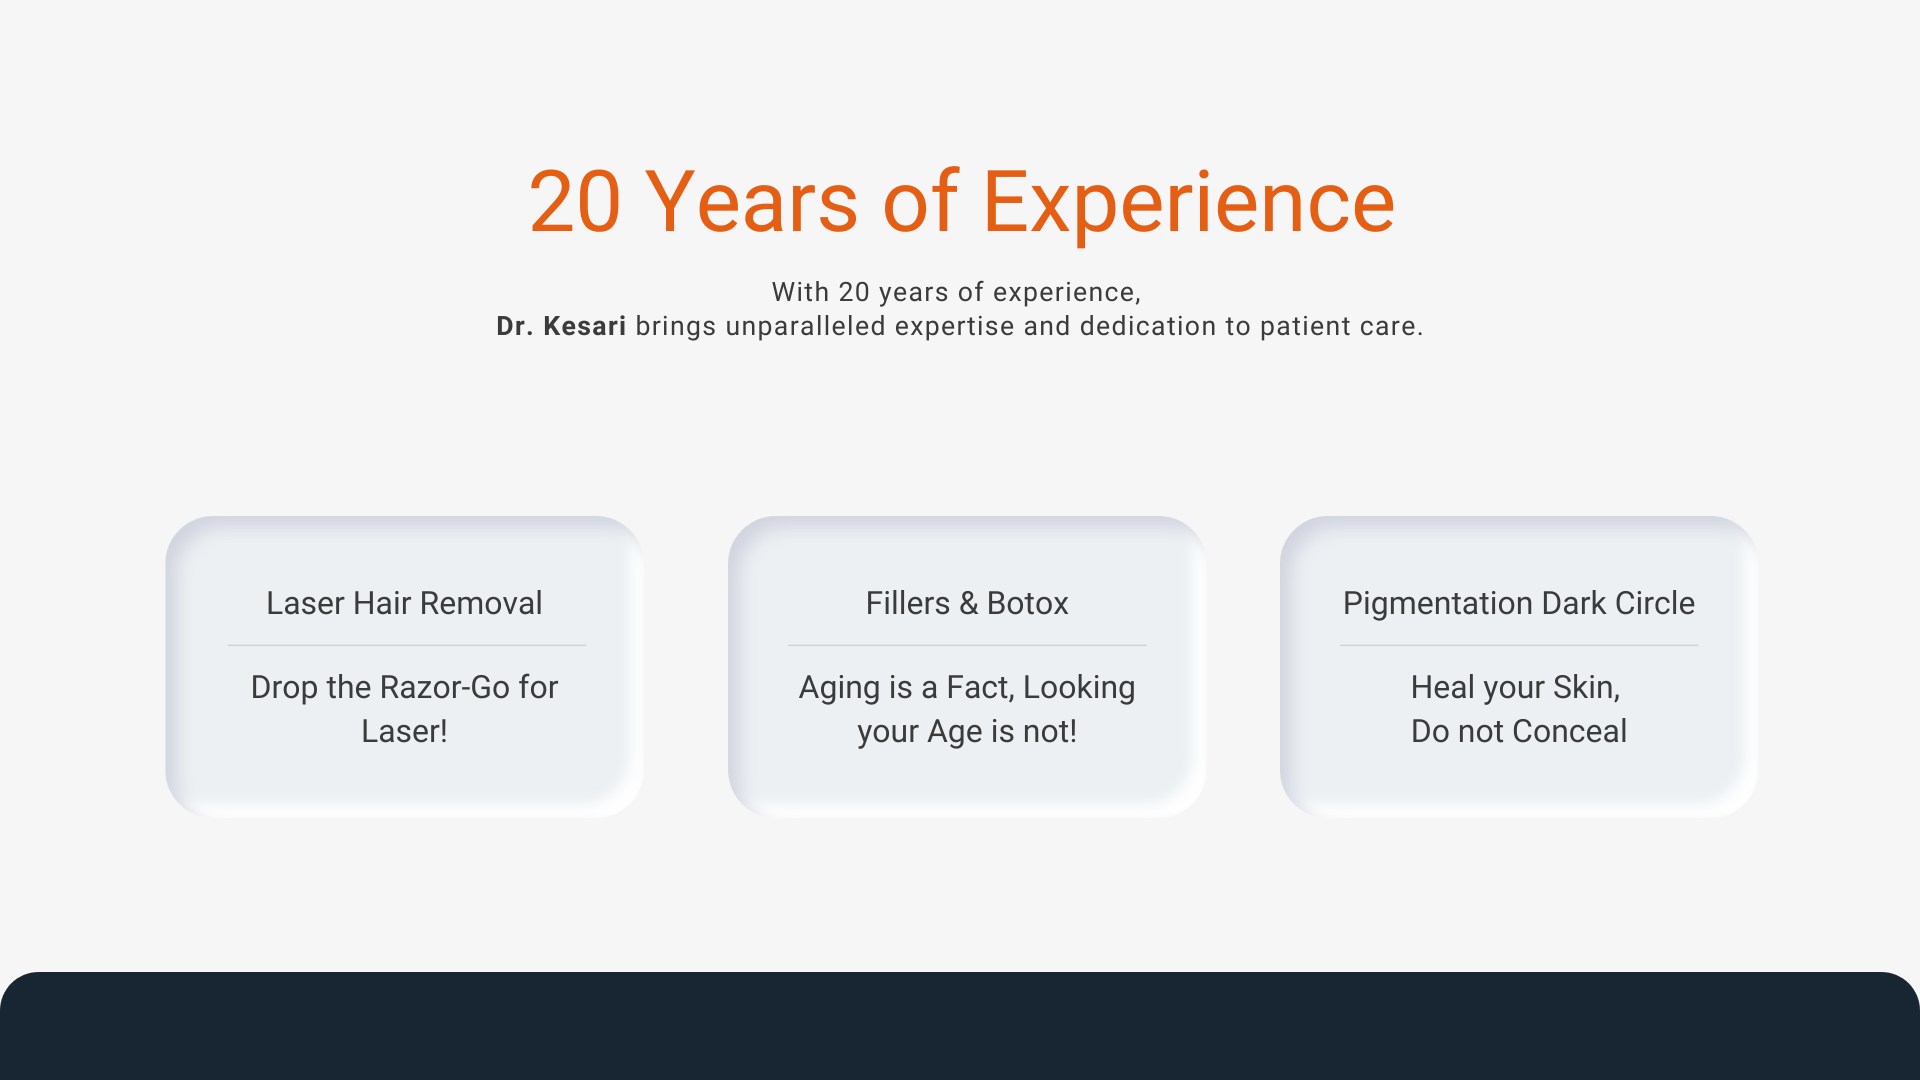 20 Years of Experience
With 20 years of experience,
Dr. Kesari brings unparalleled expertise and dedication to patient care.
Laser Hair Removal
Drop the Razor-Go for
Laser!
Fillers & Botox
Aging is a Fact, Looking
your Age is not!
Pigmentation Dark Circle
Heal your Skin,
Do not Conceal